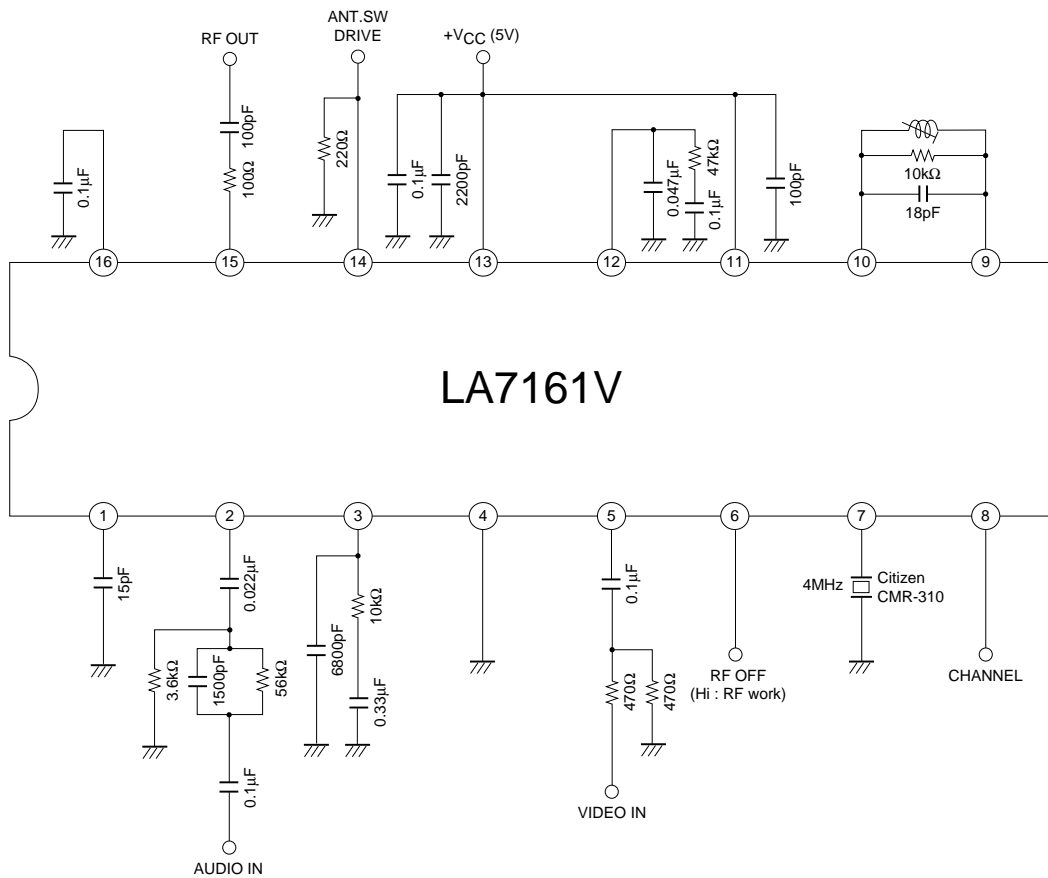 ANT.SW
DRIVE
RF OUT
+VCC (5V)
0.1μF
100pF
100Ω
220Ω
0.1μF
2200pF
0.047μF
47kΩ
0.1μF
100pF
10kΩ
18pF
16
15
14
13
12
11
10
9
LA7161V
1
2
3
4
5
6
7
8
15pF
0.022μF
3.6kΩ
1500pF
56kΩ
0.1μF
AUDIO IN
6800pF
10kΩ
0.33μF
0.1μF
470Ω
470Ω
VIDEO IN
RF OFF
(Hi : RF work)
4MHz
Citizen
CMR-310
CHANNEL